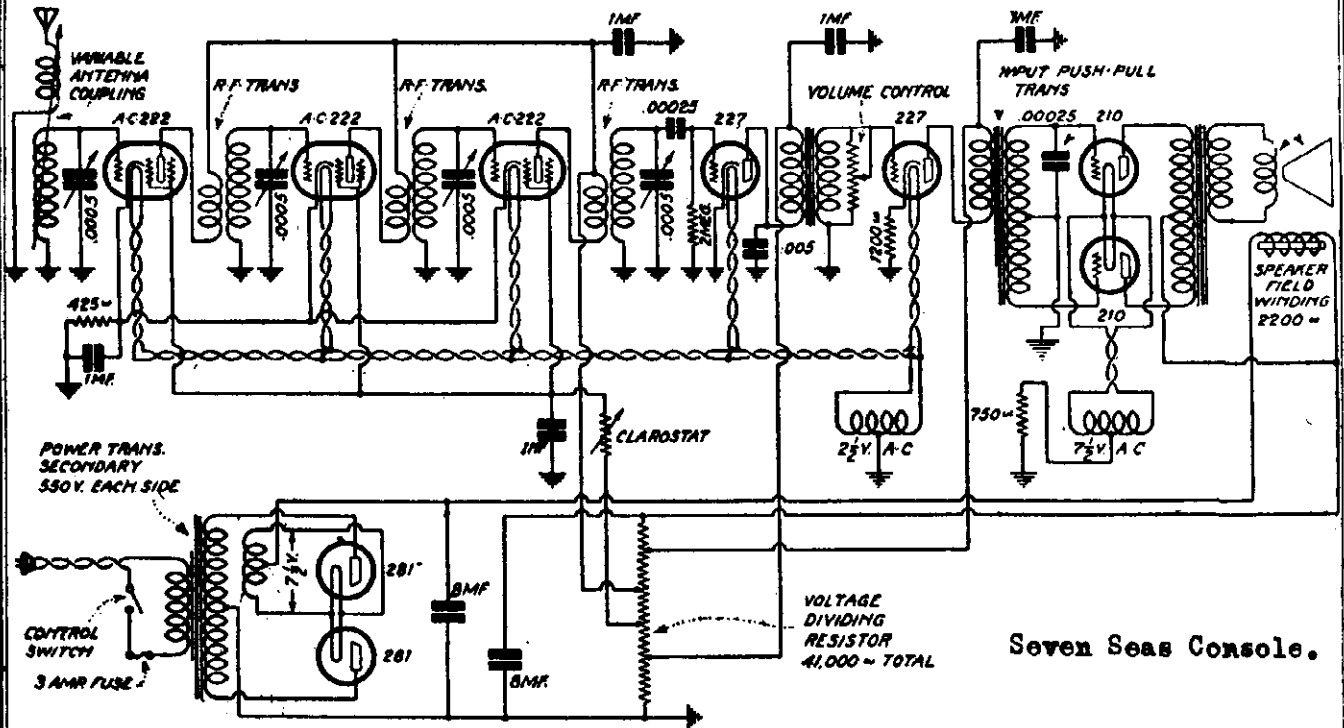 1MF
1MF
1MF
VARIABLE
ANTENNA
COUPLING
R-F TRANS
R-F TRANS.
R-F TRANS.
INPUT PUSH-PULL
TRANS
VOLUME CONTROL
A-C-222
A-C-222
A-C-222
.00025
227
227
.00025
210
.0005
.0005
.0005
.0005
2MEG.
.005
1200~
210
SPEAKER
FIELD
WINDING
2200~
425~
1MF.
1MF
CLAROSTAT
2½V. A-C
750~
7½V. A C
POWER TRANS.
SECONDARY
550V. EACH SIDE
7½V.
281
281
8MF
8MF.
CONTROL
SWITCH
3 AMP. FUSE
VOLTAGE
DIVIDING
RESISTOR
41,000~ TOTAL
Seven Seas Console.